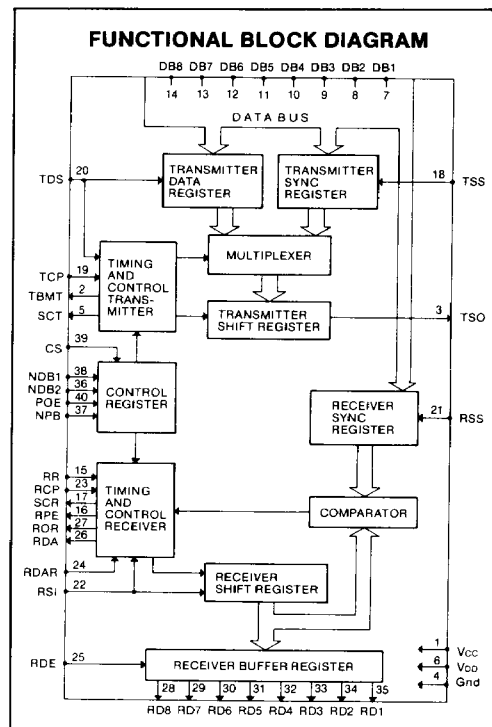 FUNCTIONAL BLOCK DIAGRAM
DB8 DB7 DB6 DB5 DB4 DB3 DB2 DB1
14 13 12 11 10 9 8 7
DATA BUS
TDS 20
TRANSMITTER DATA REGISTER
TRANSMITTER SYNC REGISTER
18 TSS
TCP 19
TBMT 2
SCT 5
TIMING AND CONTROL TRANS-MITTER
MULTIPLEXER
TRANSMITTER SHIFT REGISTER
3 TSO
CS 39
NDB1 38
NDB2 36
POE 40
NPB 37
CONTROL REGISTER
RECEIVER SYNC REGISTER
21 RSS
RR 15
RCP 23
SCR 17
RPE 16
ROR 27
RDA 26
TIMING AND CONTROL RECEIVER
COMPARATOR
RDAR 24
RSI 22
RECEIVER SHIFT REGISTER
RDE 25
RECEIVER BUFFER REGISTER
1 VCC
6 VDD
4 Gnd
28 29 30 31 32 33 34 35
RD8 RD7 RD6 RD5 RD4 RD3 RD2 RD1